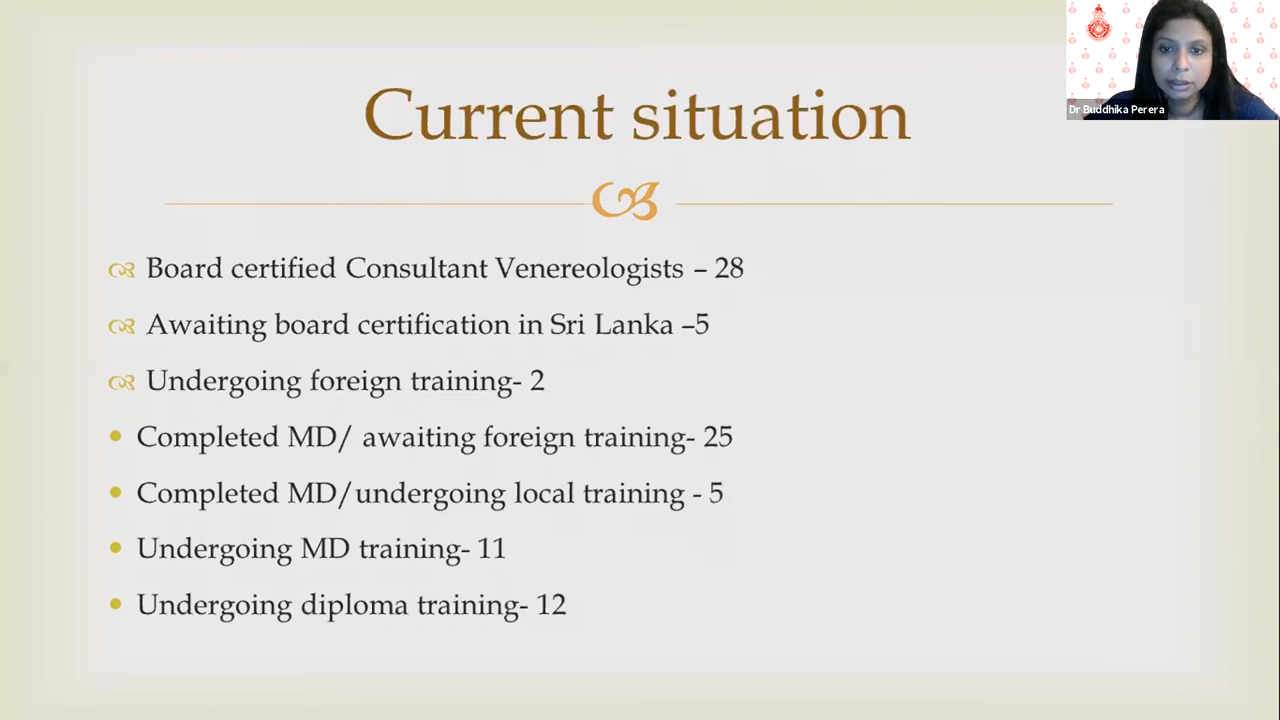 Dr Buddhika Perera
Current situation
Board certified Consultant Venereologists – 28
Awaiting board certification in Sri Lanka –5
Undergoing foreign training- 2
Completed MD/ awaiting foreign training- 25
Completed MD/undergoing local training - 5
Undergoing MD training- 11
Undergoing diploma training- 12